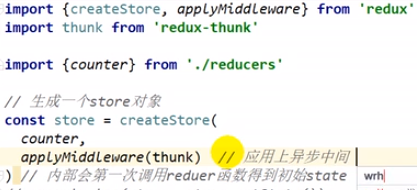 import {createStore, applyMiddleware} from 'redux'
import thunk from 'redux-thunk'
import {counter} from './reducers'
// 生成一个store对象
const store = createStore(
counter,
applyMiddleware(thunk) // 应用上异步中间
) // 内部会第一次调用reduer函数得到初始state
wrh